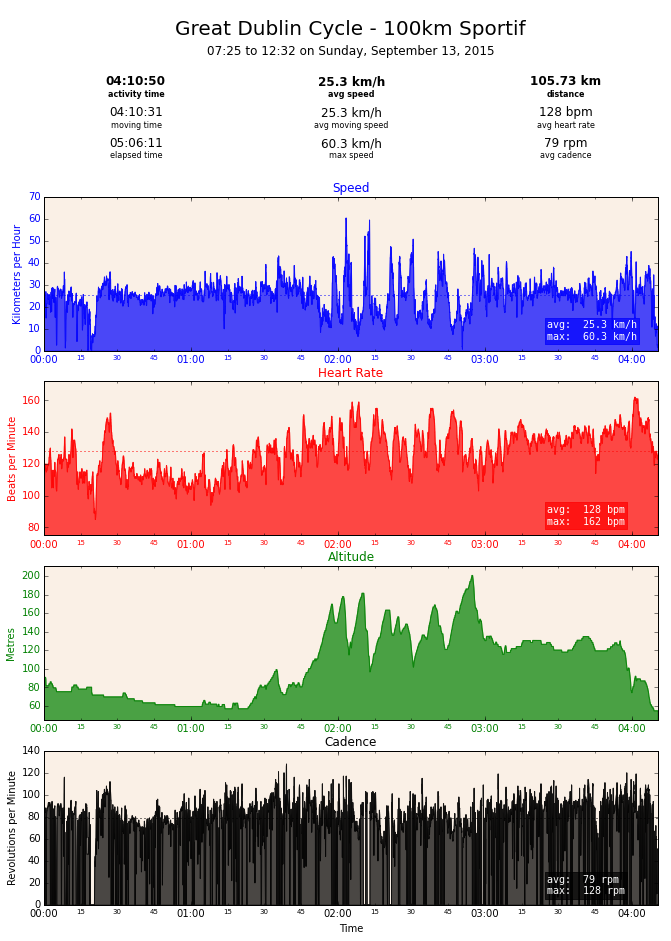 Great Dublin Cycle - 100km Sportif
07:25 to 12:32 on Sunday, September 13, 2015
04:10:50 25.3 km/h 105.73 km
activity time avg speed distance
04:10:31 25.3 km/h 128 bpm
moving time avg moving speed avg heart rate
05:06:11 60.3 km/h 79 rpm
elapsed time max speed avg cadence
Speed
Kilometers per Hour
70
60
50
40
30
20
10
0
avg: 25.3 km/h
max: 60.3 km/h
00:00 15 30 45 01:00 15 30 45 02:00 15 30 45 03:00 15 30 45 04:00
Heart Rate
Beats per Minute
160
140
120
100
80
avg: 128 bpm
max: 162 bpm
00:00 15 30 45 01:00 15 30 45 02:00 15 30 45 03:00 15 30 45 04:00
Altitude
Metres
200
180
160
140
120
100
80
60
00:00 15 30 45 01:00 15 30 45 02:00 15 30 45 03:00 15 30 45 04:00
Cadence
Revolutions per Minute
140
120
100
80
60
40
20
0
avg: 79 rpm
max: 128 rpm
00:00 15 30 45 01:00 15 30 45 02:00 15 30 45 03:00 15 30 45 04:00
Time